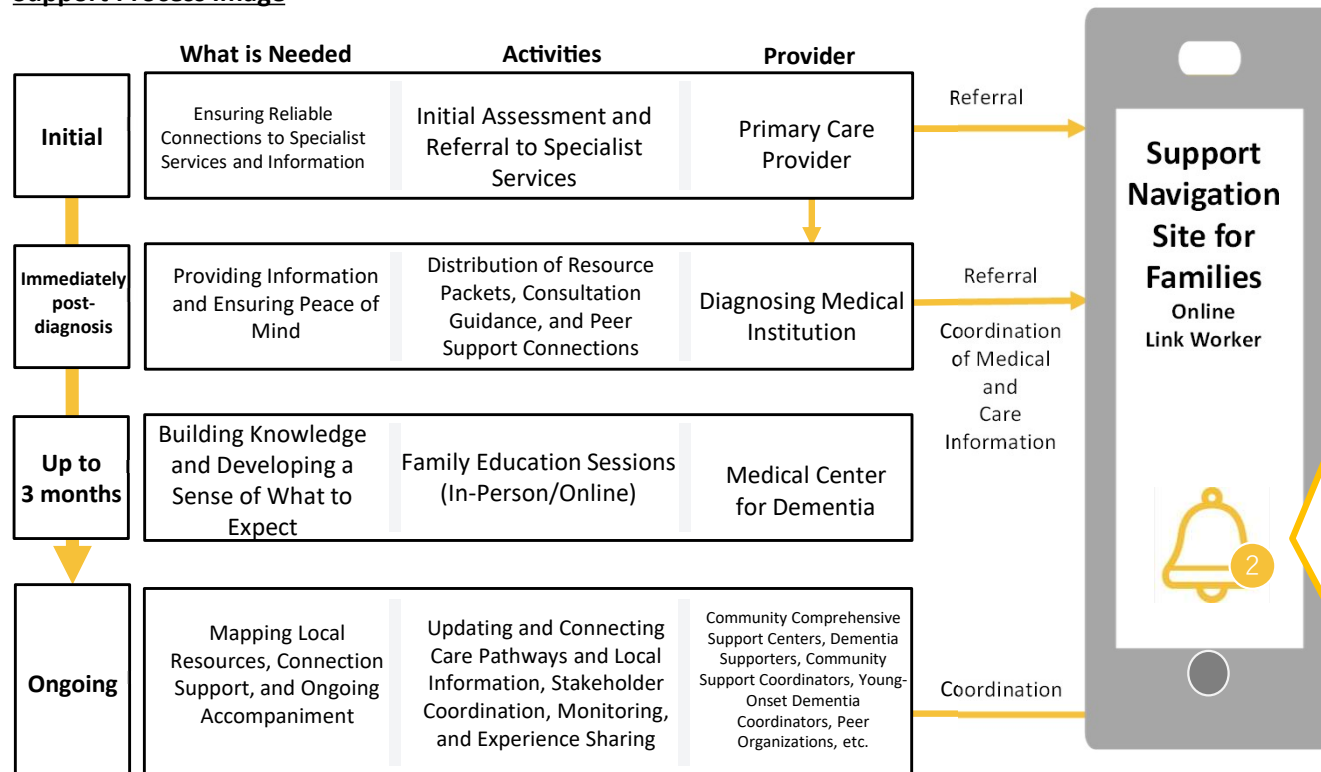 Support Process Image
What is Needed
Activities
Provider
Initial
Ensuring Reliable
Connections to Specialist
Services and Information
Initial Assessment and
Referral to Specialist
Services
Primary Care
Provider
Referral
Immediately
post-
diagnosis
Providing Information
and Ensuring Peace of
Mind
Distribution of Resource
Packets, Consultation
Guidance, and Peer
Support Connections
Diagnosing Medical
Institution
Referral
Coordination
of Medical
and
Care
Information
Up to
3 months
Building Knowledge
and Developing a
Sense of What to
Expect
Family Education Sessions
(In-Person/Online)
Medical Center
for Dementia
Ongoing
Mapping Local
Resources, Connection
Support, and Ongoing
Accompaniment
Updating and Connecting
Care Pathways and Local
Information, Stakeholder
Coordination, Monitoring,
and Experience Sharing
Community Comprehensive
Support Centers, Dementia
Supporters, Community
Support Coordinators, Young-
Onset Dementia
Coordinators, Peer
Organizations, etc.
Coordination
Support
Navigation
Site for
Families
Online
Link Worker
2